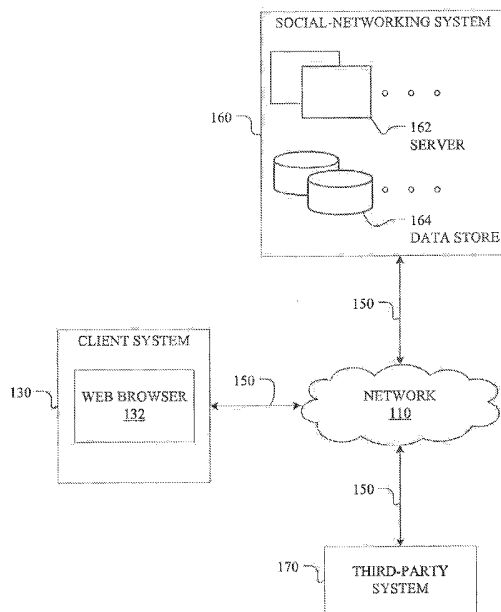 SOCIAL-NETWORKING SYSTEM
160
162
SERVER
164
DATA STORE
150
CLIENT SYSTEM
130
WEB BROWSER
132
150
NETWORK
110
150
170
THIRD-PARTY
SYSTEM